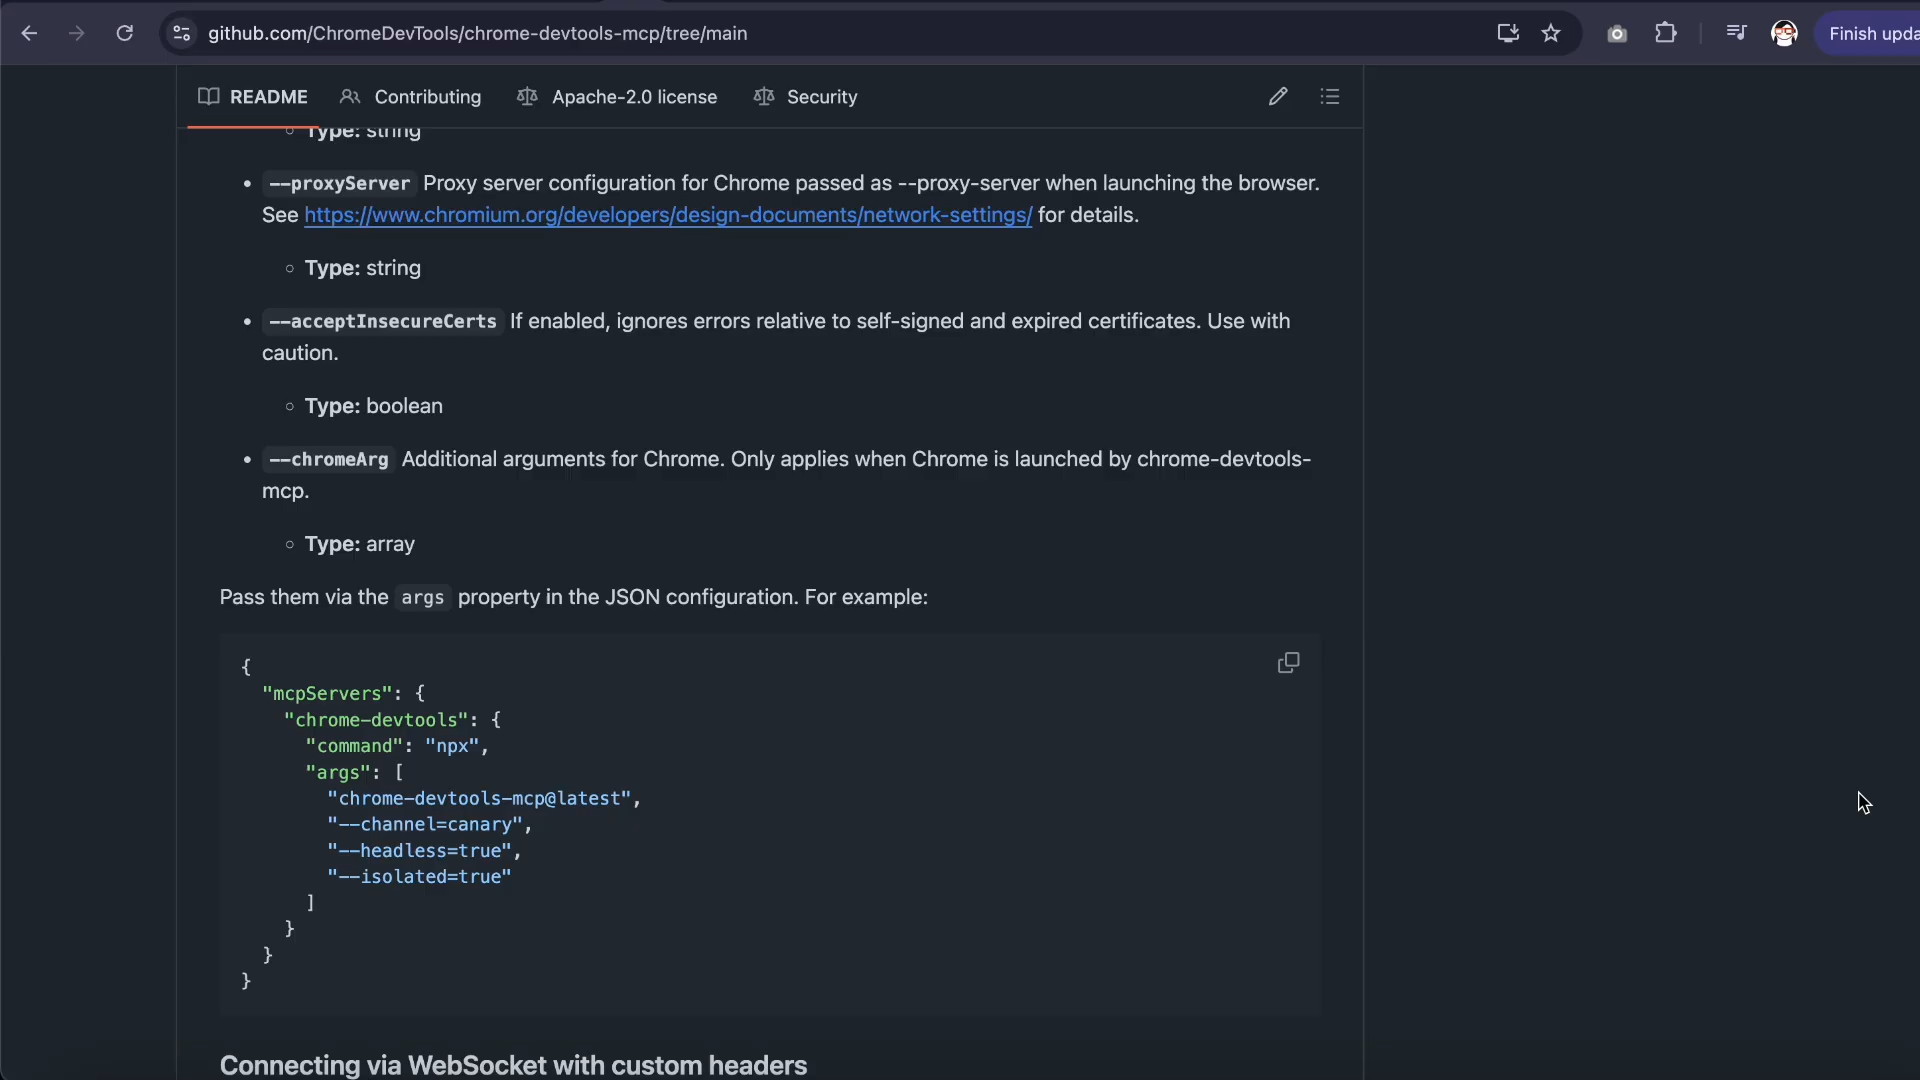 github.com/ChromeDevTools/chrome-devtools-mcp/tree/main
Finish upda
README
Contributing
Apache-2.0 license
Security
Type: string
--proxyServer Proxy server configuration for Chrome passed as --proxy-server when launching the browser.
See https://www.chromium.org/developers/design-documents/network-settings/ for details.
Type: string
--acceptInsecureCerts If enabled, ignores errors relative to self-signed and expired certificates. Use with
caution.
Type: boolean
--chromeArg Additional arguments for Chrome. Only applies when Chrome is launched by chrome-devtools-
mcp.
Type: array
Pass them via the args property in the JSON configuration. For example:
{
"mcpServers": {
"chrome-devtools": {
"command": "npx",
"args": [
"chrome-devtools-mcp@latest",
"--channel=canary",
"--headless=true",
"--isolated=true"
]
}
}
}
Connecting via WebSocket with custom headers